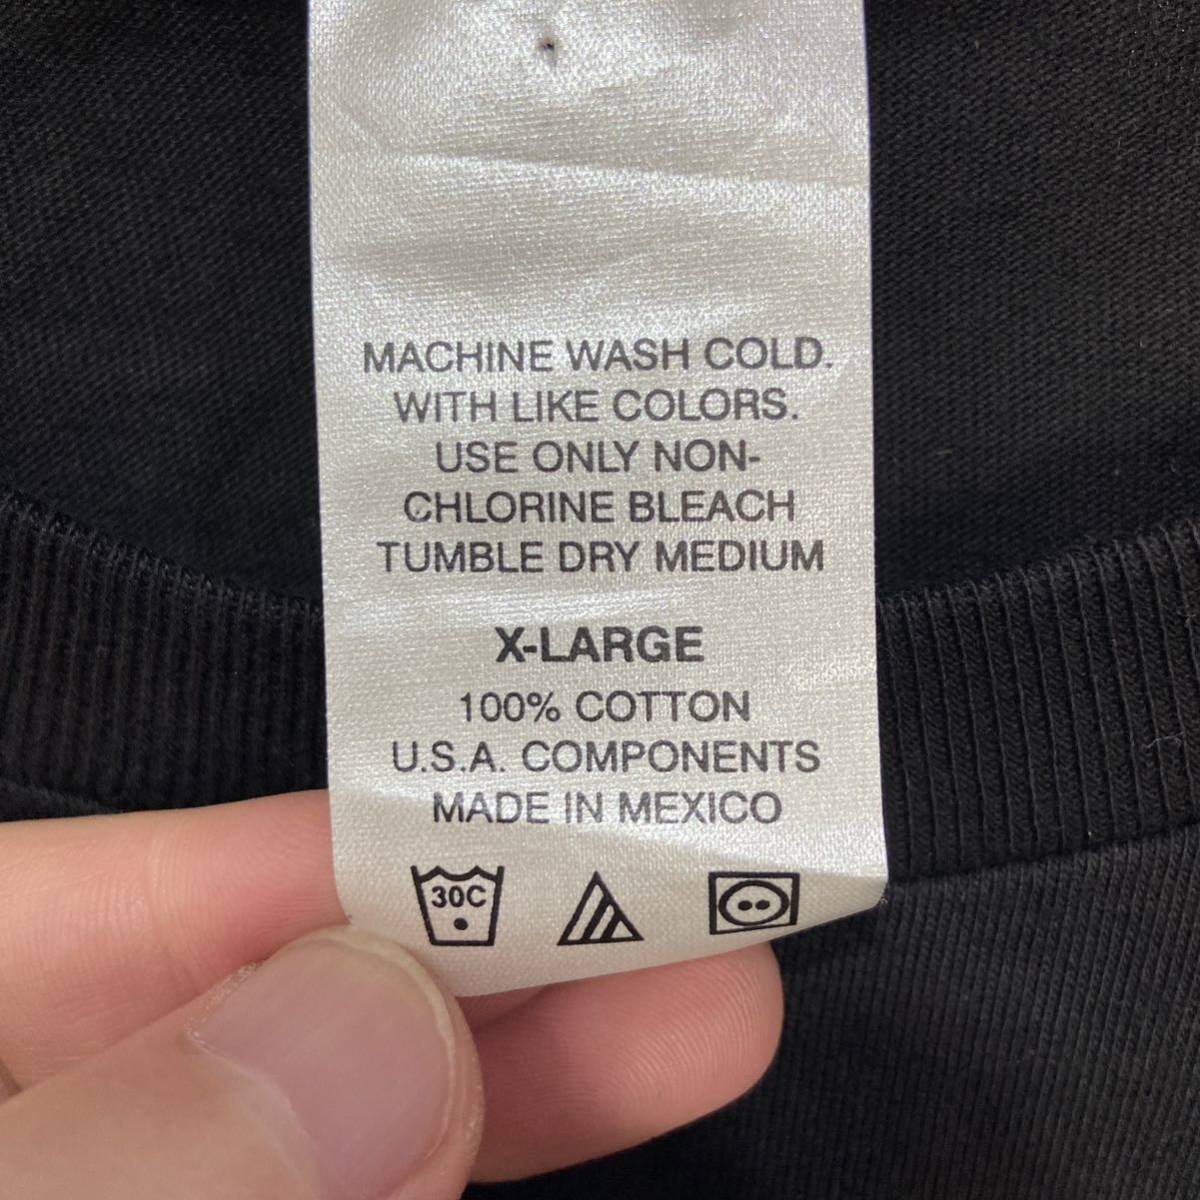 MACHINE WASH COLD.
WITH LIKE COLORS.
USE ONLY NON-
CHLORINE BLEACH
TUMBLE DRY MEDIUM
X-LARGE
100% COTTON
U.S.A. COMPONENTS
MADE IN MEXICO
30C